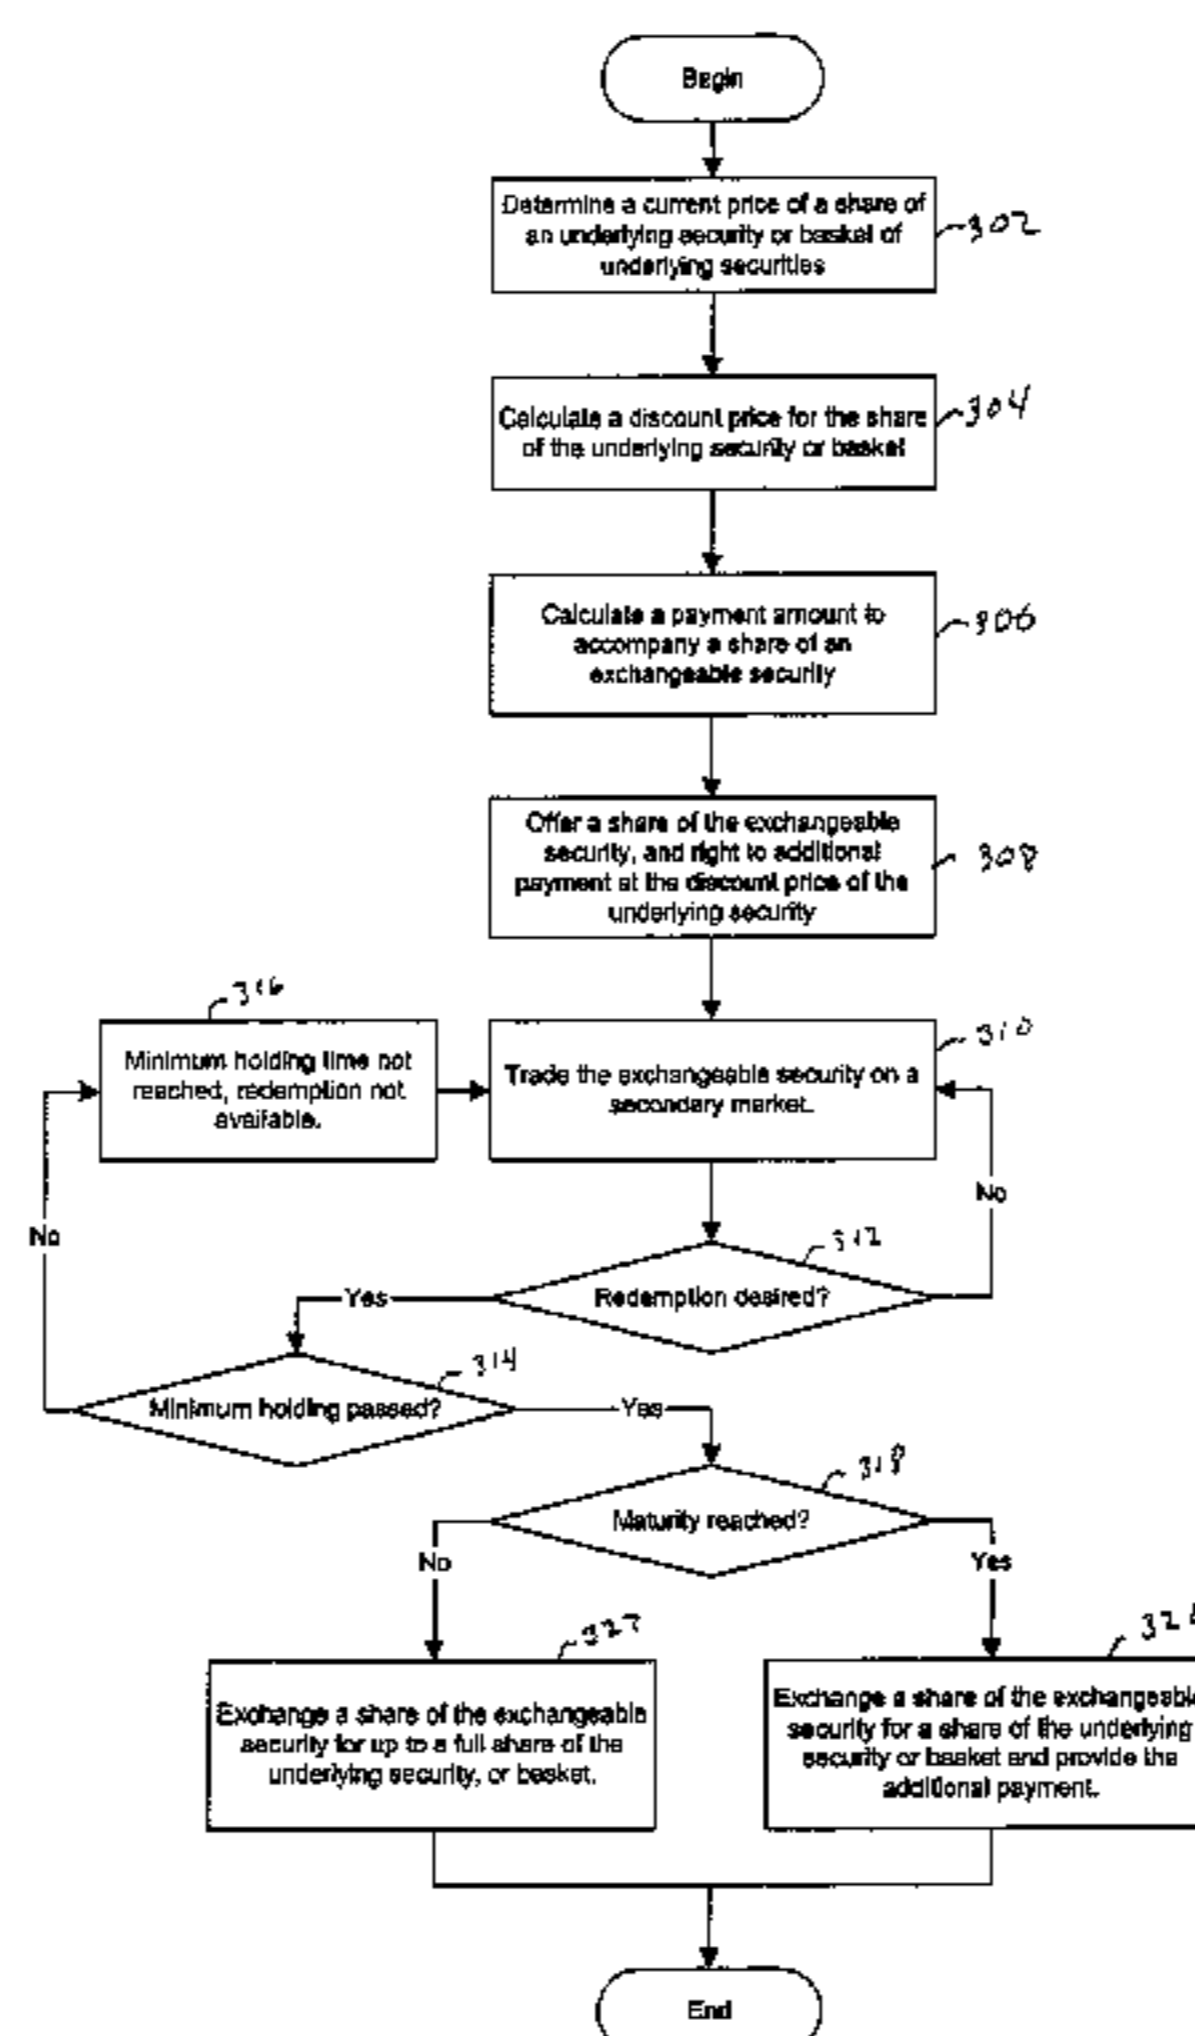 Begin
Determine a current price of a share of
an underlying security or basket of
underlying securities
302
Calculate a discount price for the share
of the underlying security or basket
304
Calculate a payment amount to
accompany a share of an
exchangeable security
306
Offer a share of the exchangeable
security, and right to additional
payment at the discount price of the
underlying security
308
316
Minimum holding time not
reached, redemption not
available.
310
Trade the exchangeable security on a
secondary market.
No
No
312
Redemption desired?
Yes
314
Minimum holding passed?
Yes
318
Maturity reached?
No
Yes
Exchange a share of the exchangeable
security for up to a full share of the
underlying security, or basket.
Exchange a share of the exchangeable
security for a share of the underlying
security or basket and provide the
additional payment.
End